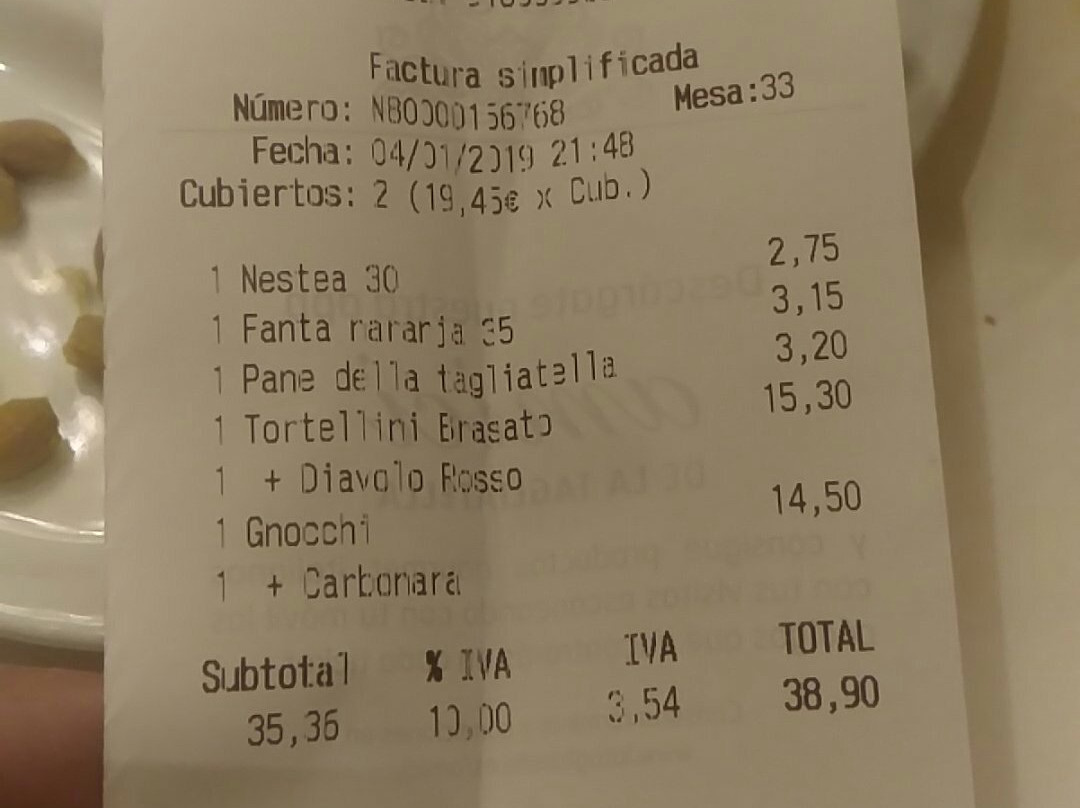 Factura simplificada
Número: NB0000156768 Mesa:33
Fecha: 04/01/2019 21:48
Cubiertos: 2 (19,45€ x Cub.)
1 Nestea 30 2,75
1 Fanta naranja 35 3,15
1 Pane della tagliatella 3,20
1 Tortellini Brasato 15,30
1 + Diavolo Rosso
1 Gnocchi 14,50
1 + Carbonara
Subtotal % IVA IVA TOTAL
35,36 10,00 3,54 38,90